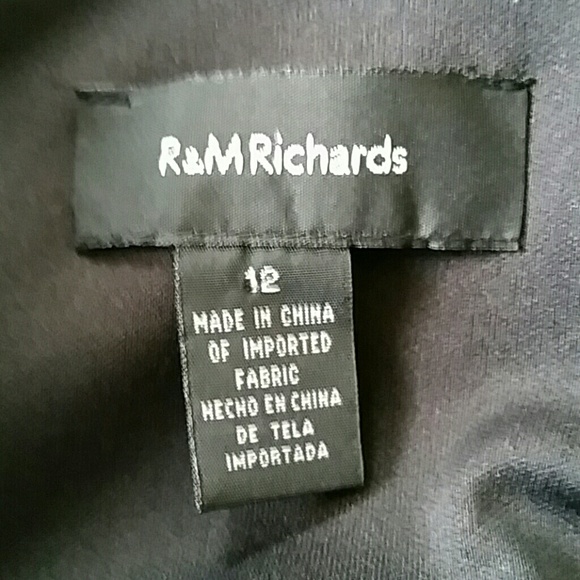 R&M Richards
12
MADE IN CHINA
OF IMPORTED
FABRIC
HECHO EN CHINA
DE TELA
IMPORTADA